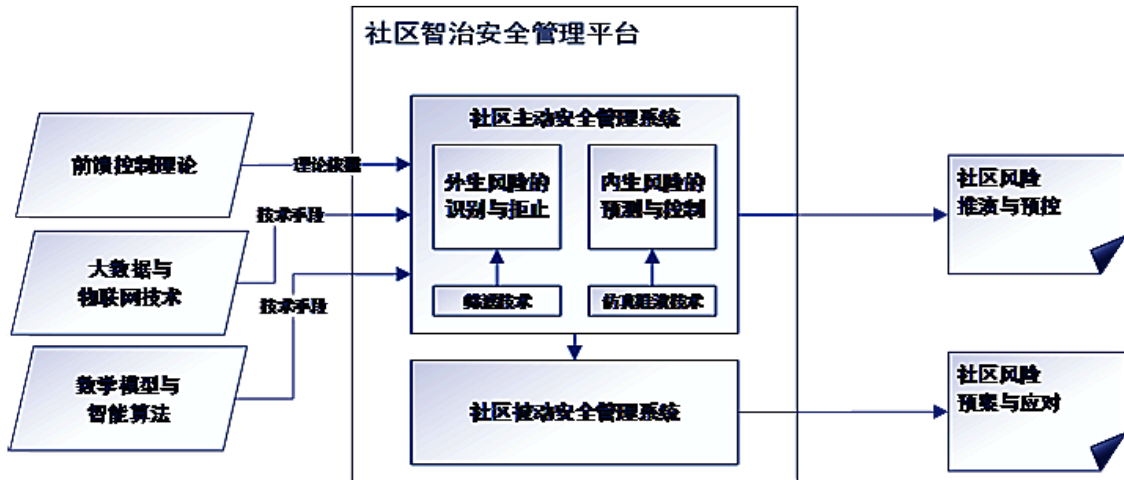 社区智治安全管理平台
社区主动安全管理系统
前馈控制理论
理论依据
外生风险的
识别与拒止
内生风险的
预测与控制
社区风险
推演与预控
技术手段
大数据与
物联网技术
筛选技术
仿真推演技术
技术手段
数学模型与
智能算法
社区被动安全管理系统
社区风险
预案与应对